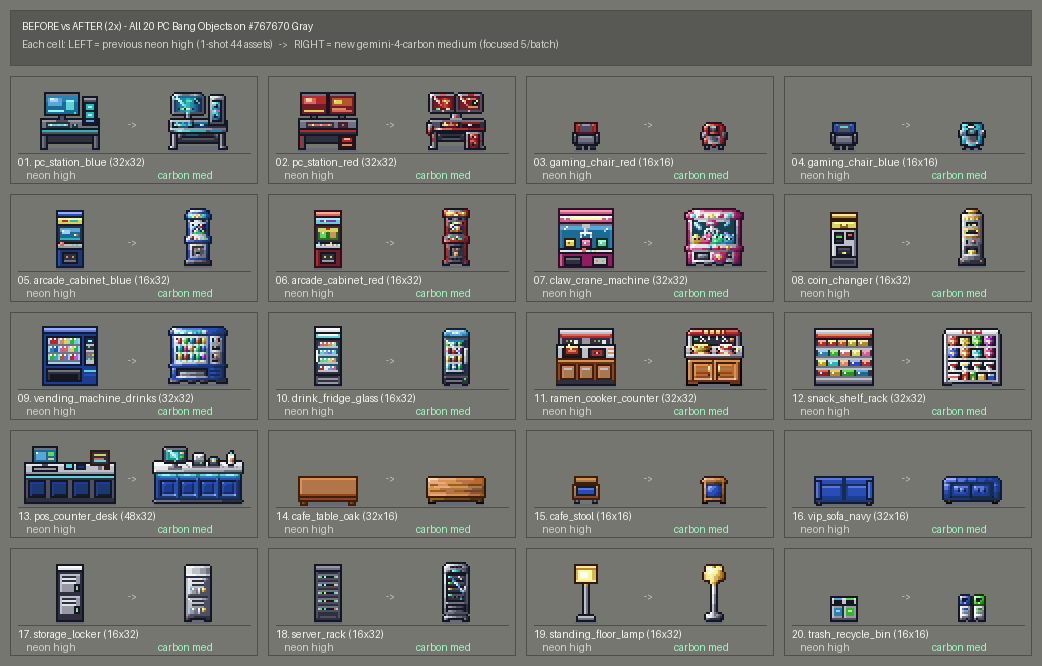 BEFORE vs AFTER (2x) - All 20 PC Bang Objects on #767670 Gray
Each cell: LEFT = previous neon high (1-shot 44 assets)  ->  RIGHT = new gemini-4-carbon medium (focused 5/batch)
-> -> -> ->
01. pc_station_blue (32x32) 02. pc_station_red (32x32) 03. gaming_chair_red (16x16) 04. gaming_chair_blue (16x16)
neon high carbon med neon high carbon med neon high carbon med neon high carbon med
-> -> -> ->
05. arcade_cabinet_blue (16x32) 06. arcade_cabinet_red (16x32) 07. claw_crane_machine (32x32) 08. coin_changer (16x32)
neon high carbon med neon high carbon med neon high carbon med neon high carbon med
-> -> -> ->
09. vending_machine_drinks (32x32) 10. drink_fridge_glass (16x32) 11. ramen_cooker_counter (32x32) 12. snack_shelf_rack (32x32)
neon high carbon med neon high carbon med neon high carbon med neon high carbon med
-> -> -> ->
13. pos_counter_desk (48x32) 14. cafe_table_oak (32x16) 15. cafe_stool (16x16) 16. vip_sofa_navy (32x16)
neon high carbon med neon high carbon med neon high carbon med neon high carbon med
-> -> -> ->
17. storage_locker (16x32) 18. server_rack (16x32) 19. standing_floor_lamp (16x32) 20. trash_recycle_bin (16x16)
neon high carbon med neon high carbon med neon high carbon med neon high carbon med